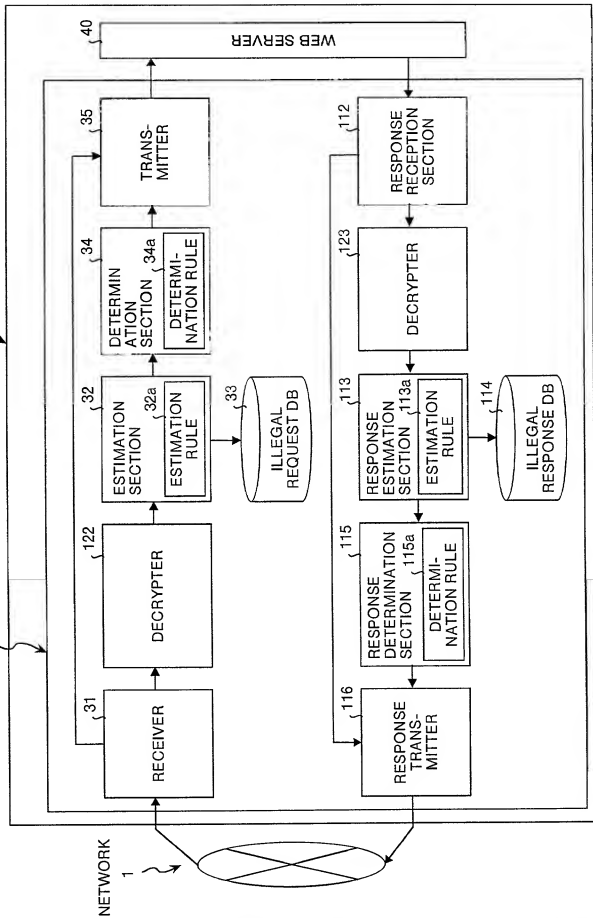 NETWORK
1
31
RECEIVER
122
DECRYPTER
32
ESTIMATION
SECTION
32a
ESTIMATION
RULE
33
ILLEGAL
REQUEST DB
34
DETERMIN
ATION
SECTION
34a
DETERMI-
NATION RULE
35
TRANS-
MITTER
40
WEB SERVER
112
RESPONSE
RECEPTION
SECTION
123
DECRYPTER
113
RESPONSE
ESTIMATION
SECTION
113a
ESTIMATION
RULE
114
ILLEGAL
RESPONSE DB
115
RESPONSE
DETERMINATION
SECTION
115a
DETERMI-
NATION RULE
116
RESPONSE
TRANS-
MITTER